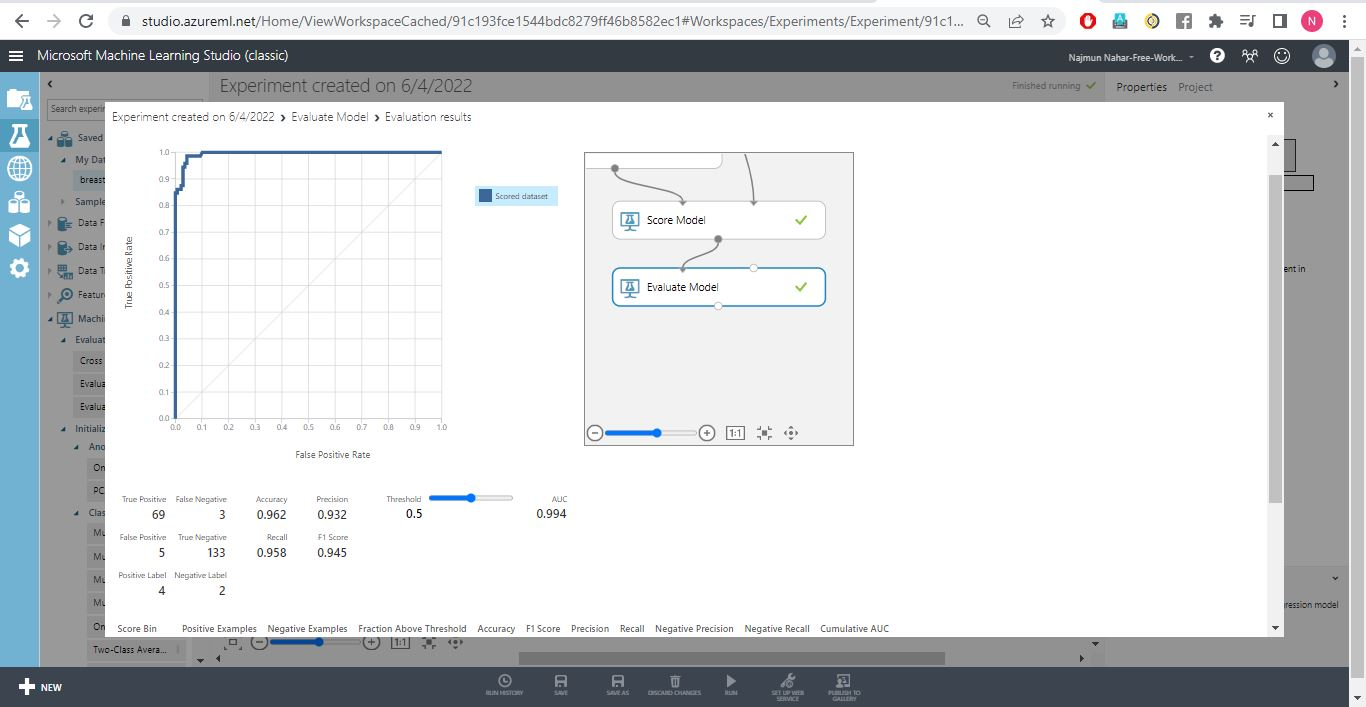 studio.azureml.net/Home/ViewWorkspaceCached/91c193fce1544bdc8279ff46b8582ec1#Workspaces/Experiments/Experiment/91c1...
N
Microsoft Machine Learning Studio (classic)
Najmun Nahar-Free-Work...
Experiment created on 6/4/2022
Finished running
Properties Project
Search experin
Experiment created on 6/4/2022 > Evaluate Model > Evaluation results
×
Saved
My Dat
breast
Sample
Data F
Data In
Data T
Feature
Machi
Evaluat
Cross
Evalua
Evalua
Initializ
Ano
On
PC
Clas
Mu
Mu
Mu
Mu
On
Two-Class Avera...
1.0
0.9
0.8
0.7
0.6
0.5
0.4
0.3
0.2
0.1
0.0
True Positive Rate
0.0 0.1 0.2 0.3 0.4 0.5 0.6 0.7 0.8 0.9 1.0
False Positive Rate
Scored dataset
Score Model
Evaluate Model
1:1
ent in
True Positive False Negative Accuracy Precision Threshold AUC
69 3 0.962 0.932 0.5 0.994
False Positive True Negative Recall F1 Score
5 133 0.958 0.945
Positive Label Negative Label
4 2
ression model
Score Bin Positive Examples Negative Examples Fraction Above Threshold Accuracy F1 Score Precision Recall Negative Precision Negative Recall Cumulative AUC
1:1
NEW
RUN HISTORY SAVE SAVE AS DISCARD CHANGES RUN SET UP WEB SERVICE PUBLISH TO GALLERY